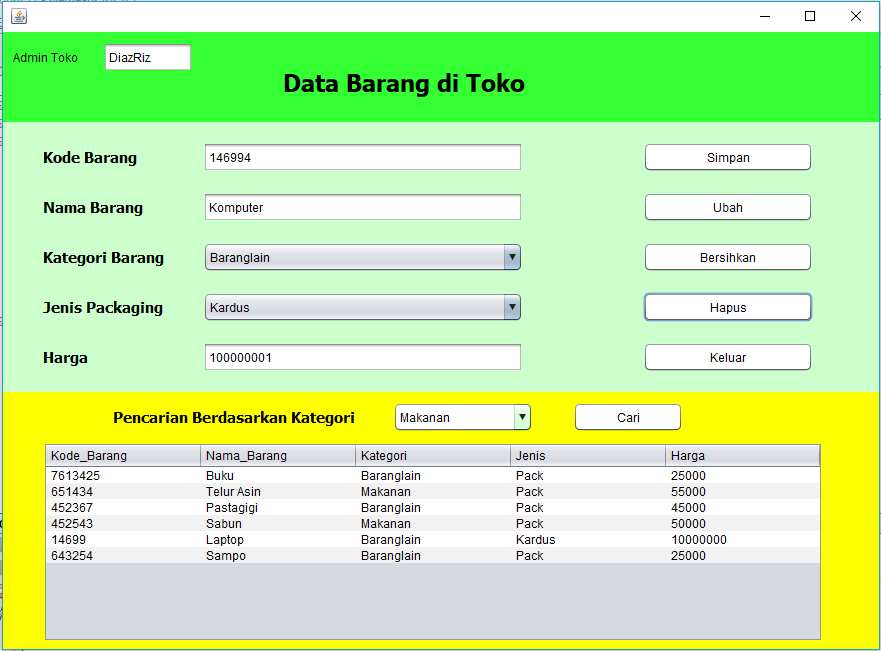 Admin Toko DiazRiz
Data Barang di Toko
Kode Barang 146994 Simpan
Nama Barang Komputer Ubah
Kategori Barang Baranglain Bersihkan
Jenis Packaging Kardus Hapus
Harga 100000001 Keluar
Pencarian Berdasarkan Kategori Makanan Cari
Kode_Barang Nama_Barang Kategori Jenis Harga
7613425 Buku Baranglain Pack 25000
651434 Telur Asin Makanan Pack 55000
452367 Pastagigi Baranglain Pack 45000
452543 Sabun Makanan Pack 50000
14699 Laptop Baranglain Kardus 10000000
643254 Sampo Baranglain Pack 25000